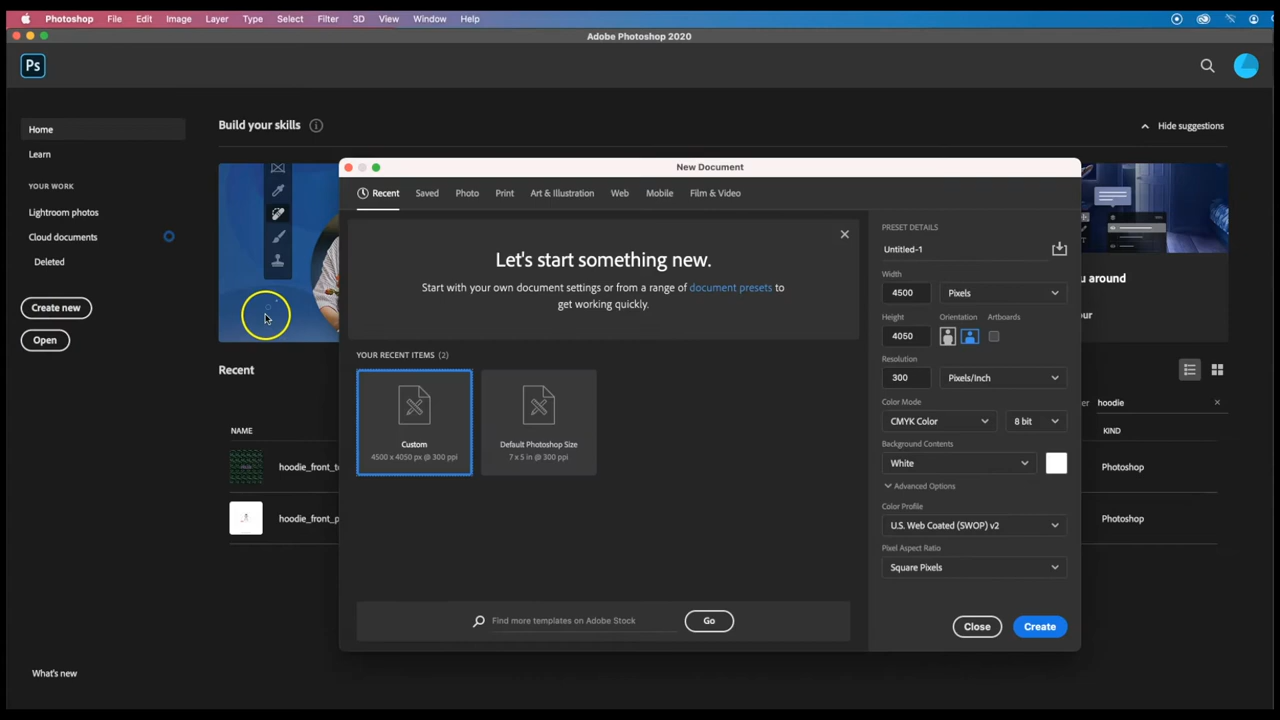 Photoshop File Edit Image Layer Type Select Filter 3D View Window Help
Adobe Photoshop 2020
Ps
Build your skills
Hide suggestions
Home
Learn
YOUR WORK
Lightroom photos
Cloud documents
Deleted
Create new
Open
New Document
Recent Saved Photo Print Art & Illustration Web Mobile Film & Video
Let's start something new.
Start with your own document settings or from a range of document presets to
get working quickly.
YOUR RECENT ITEMS (2)
Custom
4500 x 4050 px @ 300 ppi
Default Photoshop Size
7 x 5 in @ 300 ppi
Find more templates on Adobe Stock
Go
PRESET DETAILS
Untitled-1
Width
4500 Pixels
Height Orientation Artboards
4050
Resolution
300 Pixels/Inch
Color Mode
CMYK Color 8 bit
Background Contents
White
Advanced Options
Color Profile
U.S. Web Coated (SWOP) v2
Pixel Aspect Ratio
Square Pixels
Close Create
Recent
hoodie
NAME KIND
Photoshop
Photoshop
What's new